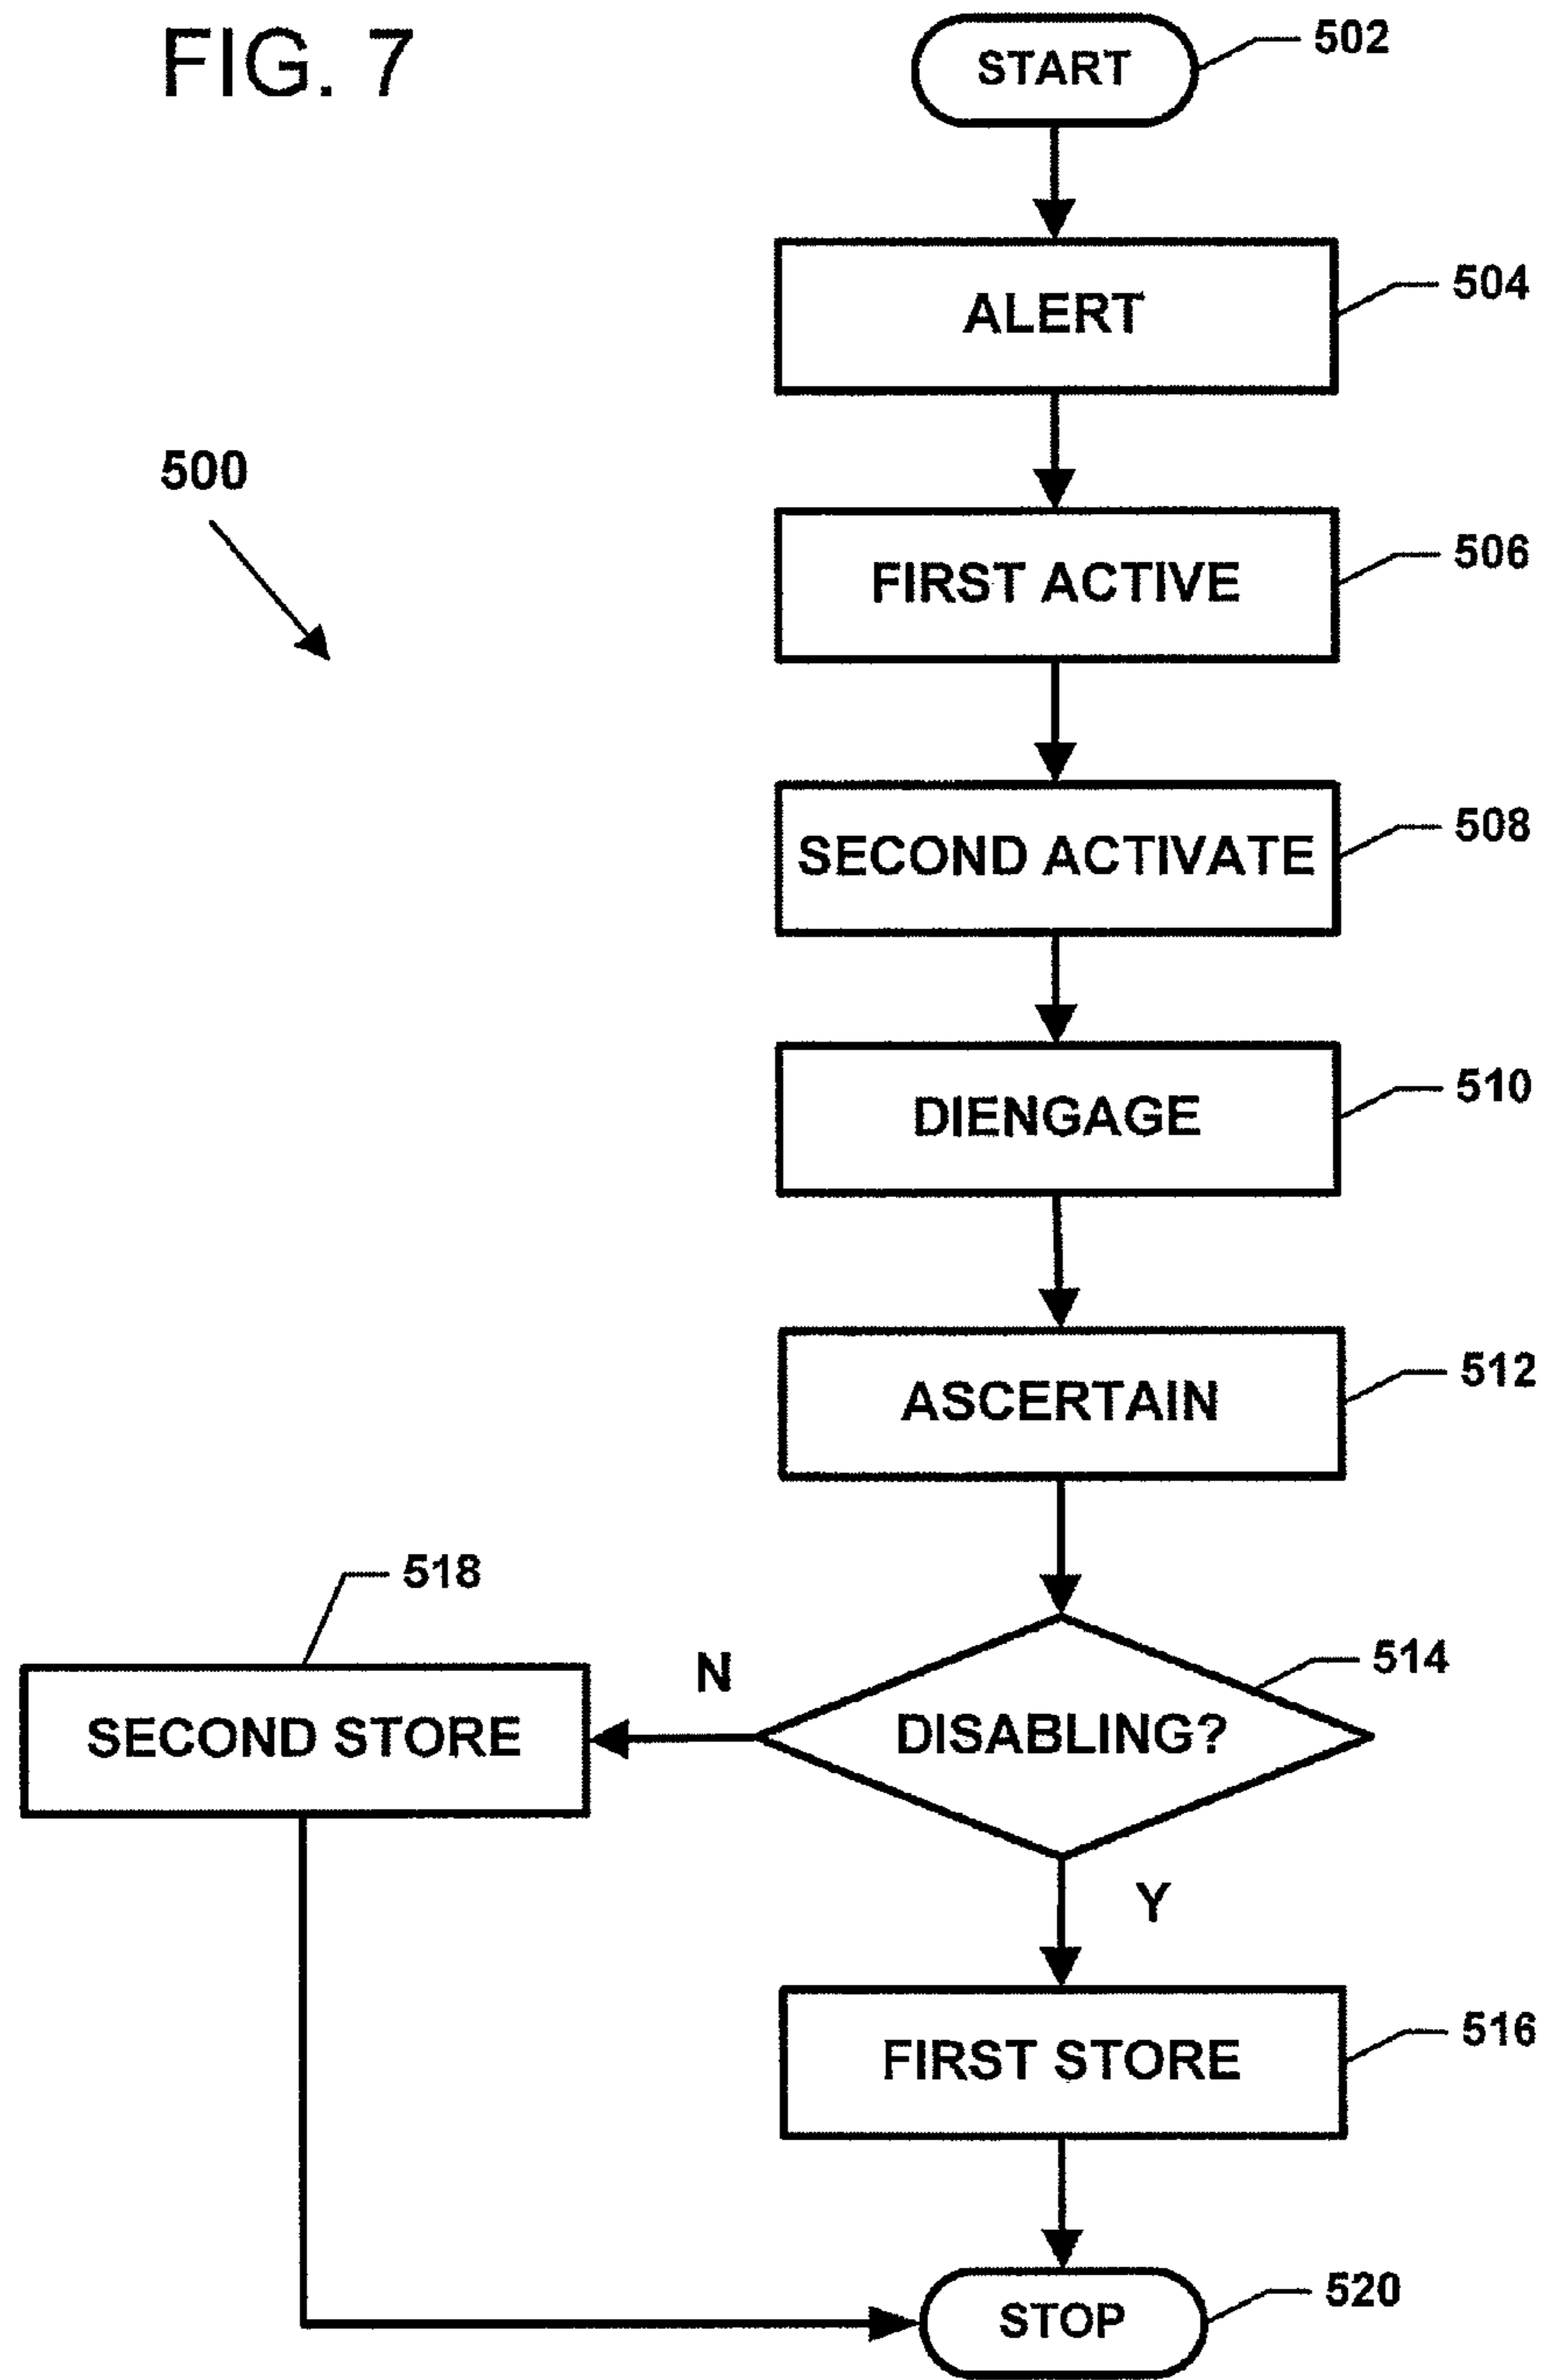 FIG. 7
START
502
ALERT
504
500
FIRST ACTIVE
506
SECOND ACTIVATE
508
DIENGAGE
510
ASCERTAIN
512
518
SECOND STORE
N
DISABLING?
514
Y
FIRST STORE
516
STOP
520